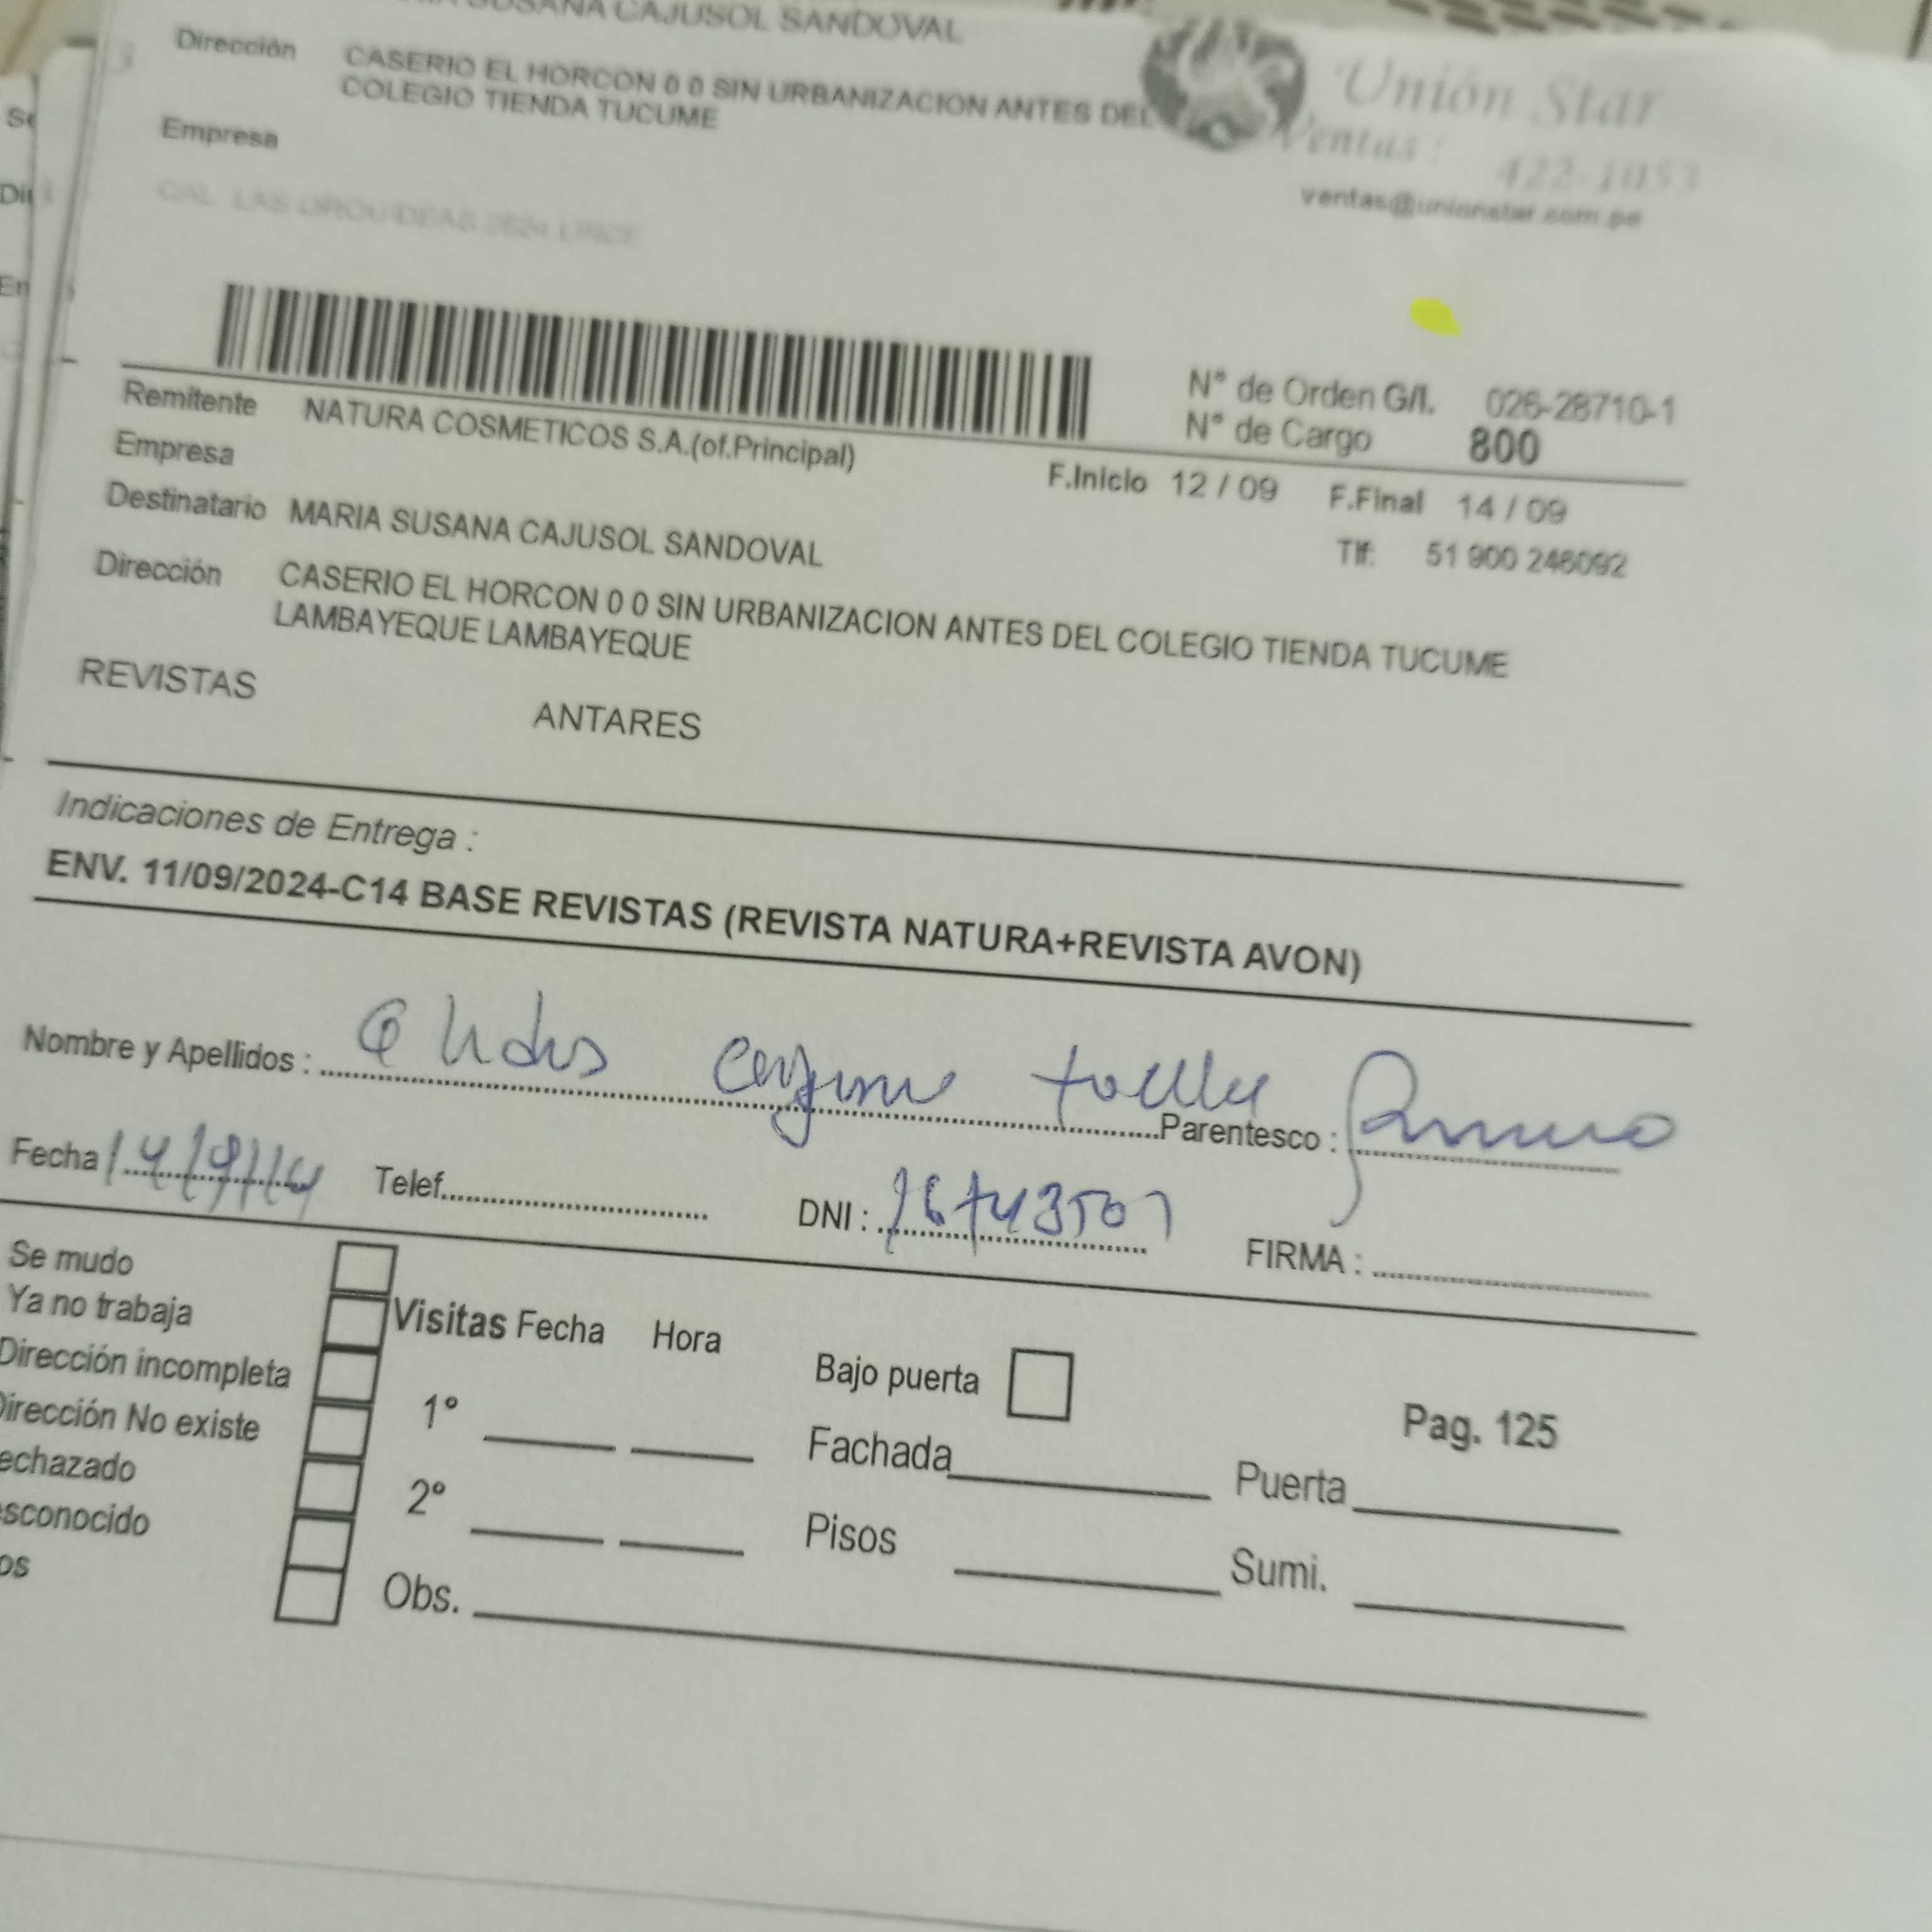 SUSANA CAJUSOL SANDOVAL
Dirección CASERIO EL HORCON 0 0 SIN URBANIZACION ANTES DEL
COLEGIO TIENDA TUCUME
Empresa
Unión Star
Ventas: 422-1053
ventas@unionstar.com.pe
N° de Orden G/I. 026-28710-1
N° de Cargo 800
Remitente NATURA COSMETICOS S.A.(of.Principal)
Empresa
F.Inicio 12 / 09 F.Final 14 / 09
Destinatario MARIA SUSANA CAJUSOL SANDOVAL
Tlf: 51 900 246092
Dirección CASERIO EL HORCON 0 0 SIN URBANIZACION ANTES DEL COLEGIO TIENDA TUCUME
LAMBAYEQUE LAMBAYEQUE
REVISTAS ANTARES
Indicaciones de Entrega :
ENV. 11/09/2024-C14 BASE REVISTAS (REVISTA NATURA+REVISTA AVON)
Nombre y Apellidos :
Parentesco :
Fecha Telef. DNI : FIRMA :
Se mudo
Ya no trabaja
Dirección incompleta
Dirección No existe
echazado
sconocido
os
Visitas Fecha Hora
1°
2°
Obs.
Bajo puerta
Fachada Puerta
Pisos Sumi.
Pag. 125